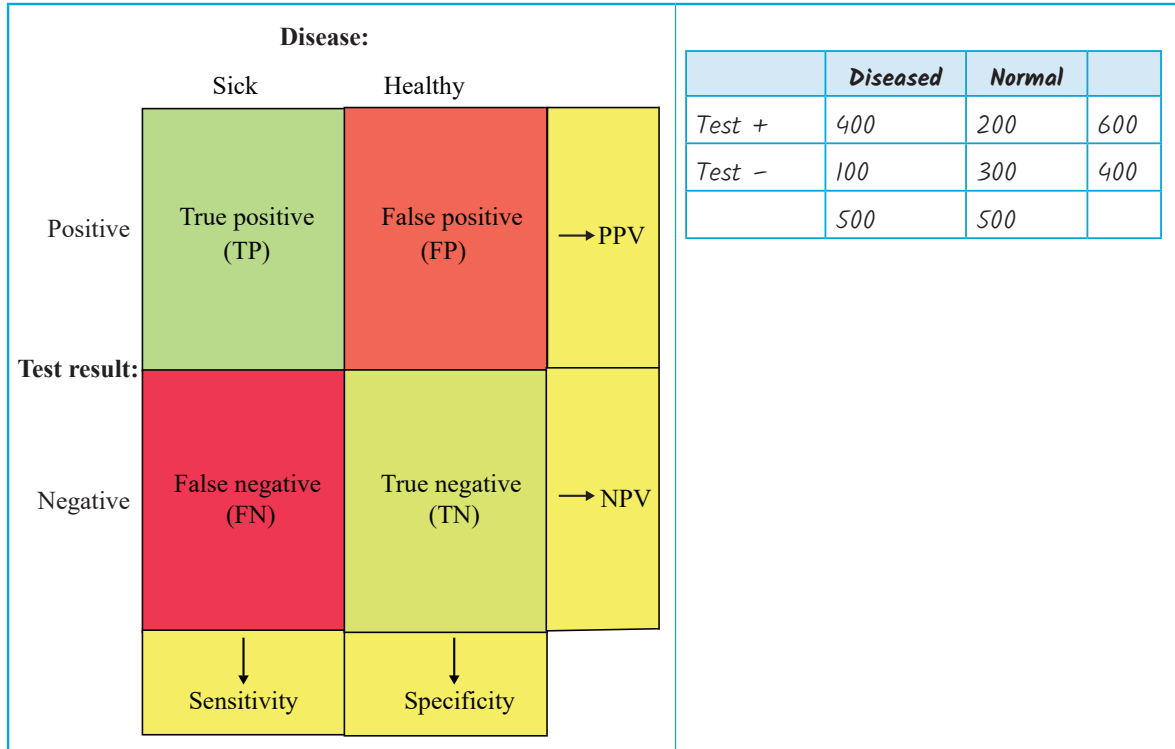 Disease:
Sick Healthy
Positive
True positive
(TP)
False positive
(FP)
PPV
Test result:
Negative
False negative
(FN)
True negative
(TN)
NPV
Sensitivity
Specificity
Diseased Normal
Test + 400 200 600
Test - 100 300 400
500 500